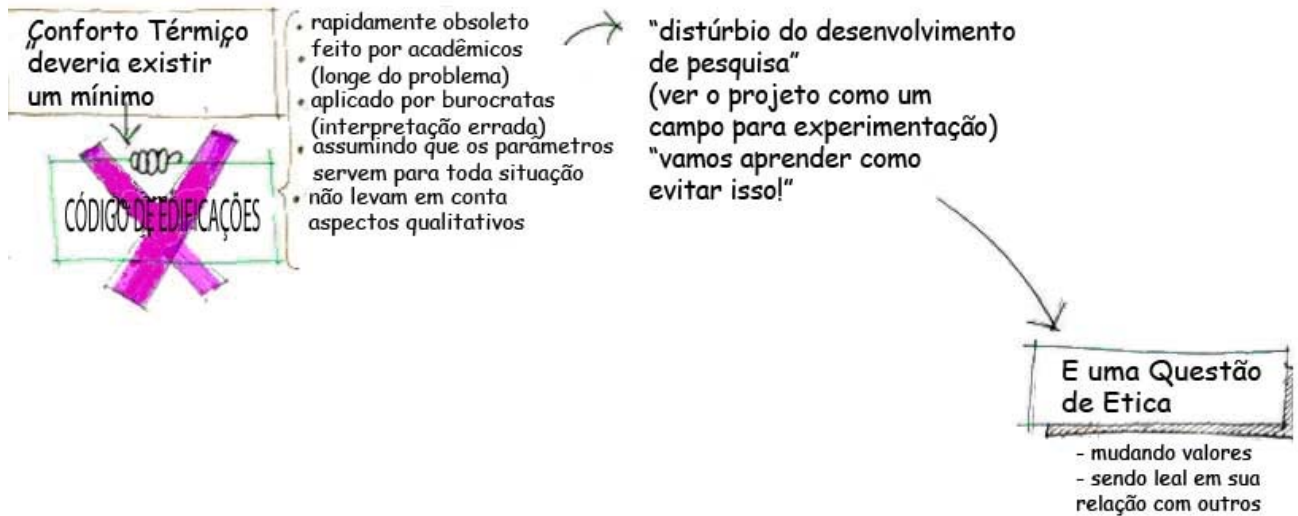 Conforto Térmico
"deveria existir"
um mínimo
CÓDIGO DE EDIFICAÇÕES
• rapidamente obsoleto
• feito por acadêmicos
(longe do problema)
• aplicado por burocratas
(interpretação errada)
• assumindo que os parâmetros
servem para toda situação
• não levam em conta
aspectos qualitativos
"distúrbio do desenvolvimento
de pesquisa"
(ver o projeto como um
campo para experimentação)
"vamos aprender como
evitar isso!"
E uma Questão
de Etica
- mudando valores
- sendo leal em sua
relação com outros